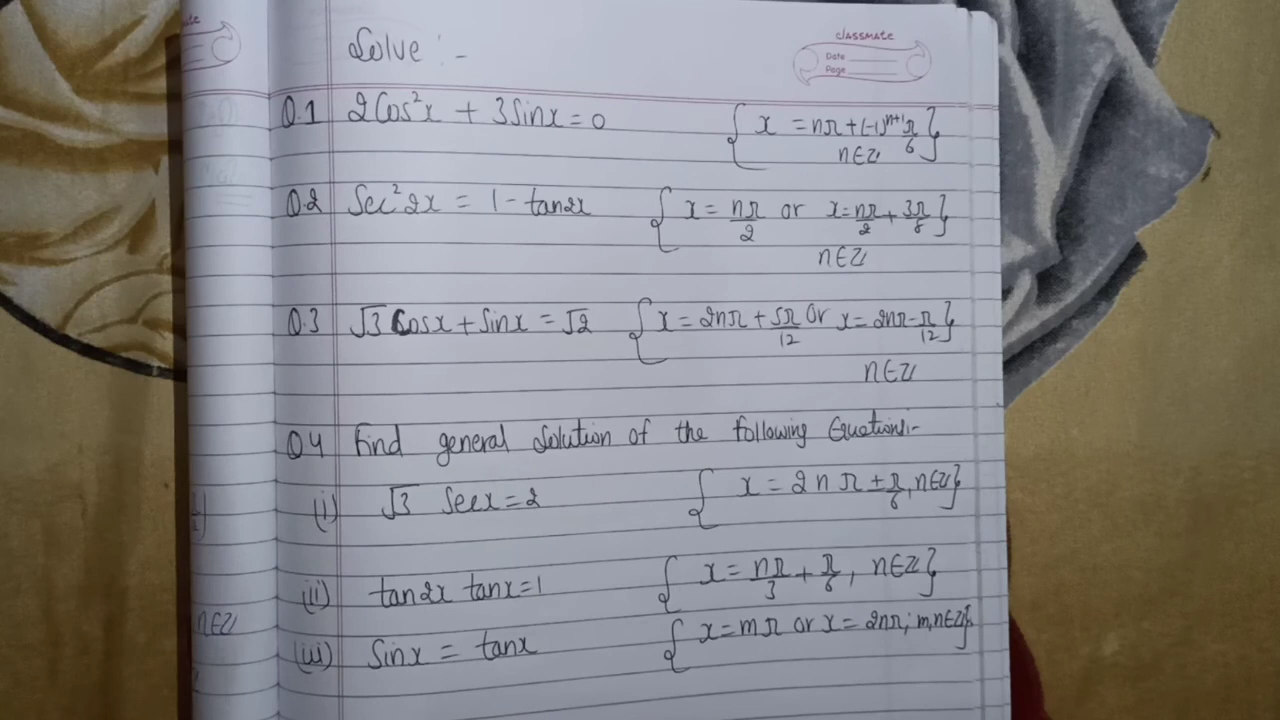 Solve :-
classmate
Date
Page
Q.1 2Cos²x + 3Sinx = 0 { x = nπ + (-1)ⁿ⁺¹ π/6 }
n∈Z
Q.2 Sec²2x = 1 - tan2x { x = nπ/2 or x = nπ/2 + 3π/8 }
n∈Z
Q.3 √3 Cosx + Sinx = √2 { x = 2nπ + 5π/12 or x = 2nπ - π/12 }
n∈Z
Q4 Find general Solution of the following Equations:-
(i) √3 Secx = 2 { x = 2nπ ± π/6, n∈Z }
(ii) tan2x tanx = 1 { x = nπ/3 + π/6, n∈Z }
n∈Z
(iii) Sinx = tanx { x = mπ or x = 2nπ; m,n∈Z }